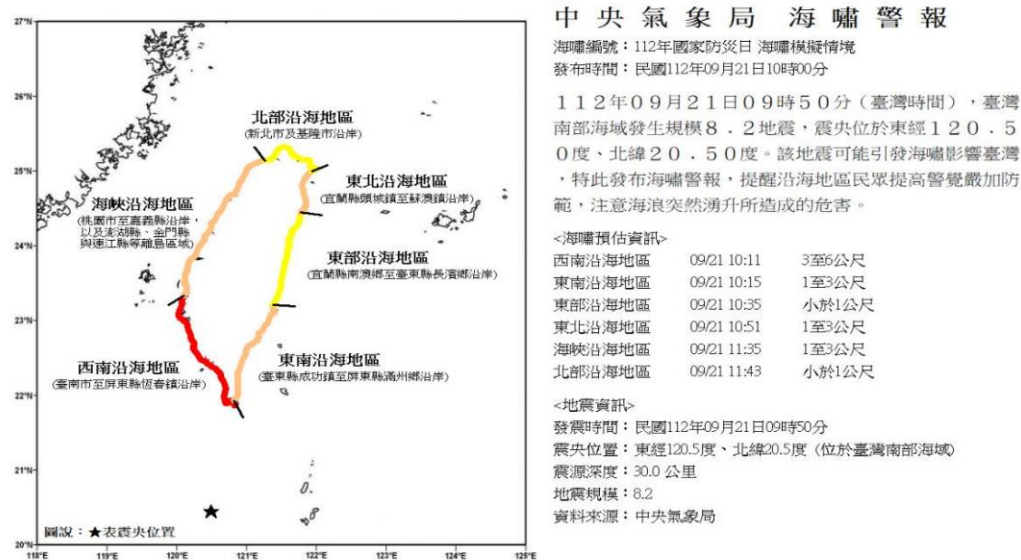 27°N
26°N
25°N
24°N
23°N
22°N
21°N
20°N
118°E
119°E
120°E
121°E
122°E
123°E
124°E
125°E
北部沿海地區
(新北市及基隆市沿岸)
東北沿海地區
(宜蘭縣頭城鎮至蘇澳鎮沿岸)
海峽沿海地區
(桃園市至嘉義縣沿岸,
以及澎湖縣、金門縣
與連江縣等離島區域)
東部沿海地區
(宜蘭縣南澳鄉至臺東縣長濱鄉沿岸)
西南沿海地區
(臺南市至屏東縣恆春鎮沿岸)
東南沿海地區
(臺東縣成功鎮至屏東縣滿州鄉沿岸)
圖說：★表震央位置
中央氣象局 海嘯警報
海嘯編號：112年國家防災日 海嘯模擬情境
發布時間：民國112年09月21日10時00分
１１２年０９月２１日０９時５０分（臺灣時間），臺灣
南部海域發生規模８．２地震，震央位於東經１２０．５
０度、北緯２０．５０度。該地震可能引發海嘯影響臺灣
，特此發布海嘯警報，提醒沿海地區民眾提高警覺嚴加防
範，注意海浪突然湧升所造成的危害。
<海嘯預估資訊>
西南沿海地區 09/21 10:11 3至6公尺
東南沿海地區 09/21 10:15 1至3公尺
東部沿海地區 09/21 10:35 小於1公尺
東北沿海地區 09/21 10:51 1至3公尺
海峽沿海地區 09/21 11:35 1至3公尺
北部沿海地區 09/21 11:43 小於1公尺
<地震資訊>
發震時間：民國112年09月21日09時50分
震央位置：東經120.5度、北緯20.5度 (位於臺灣南部海域)
震源深度：30.0 公里
地震規模：8.2
資料來源：中央氣象局